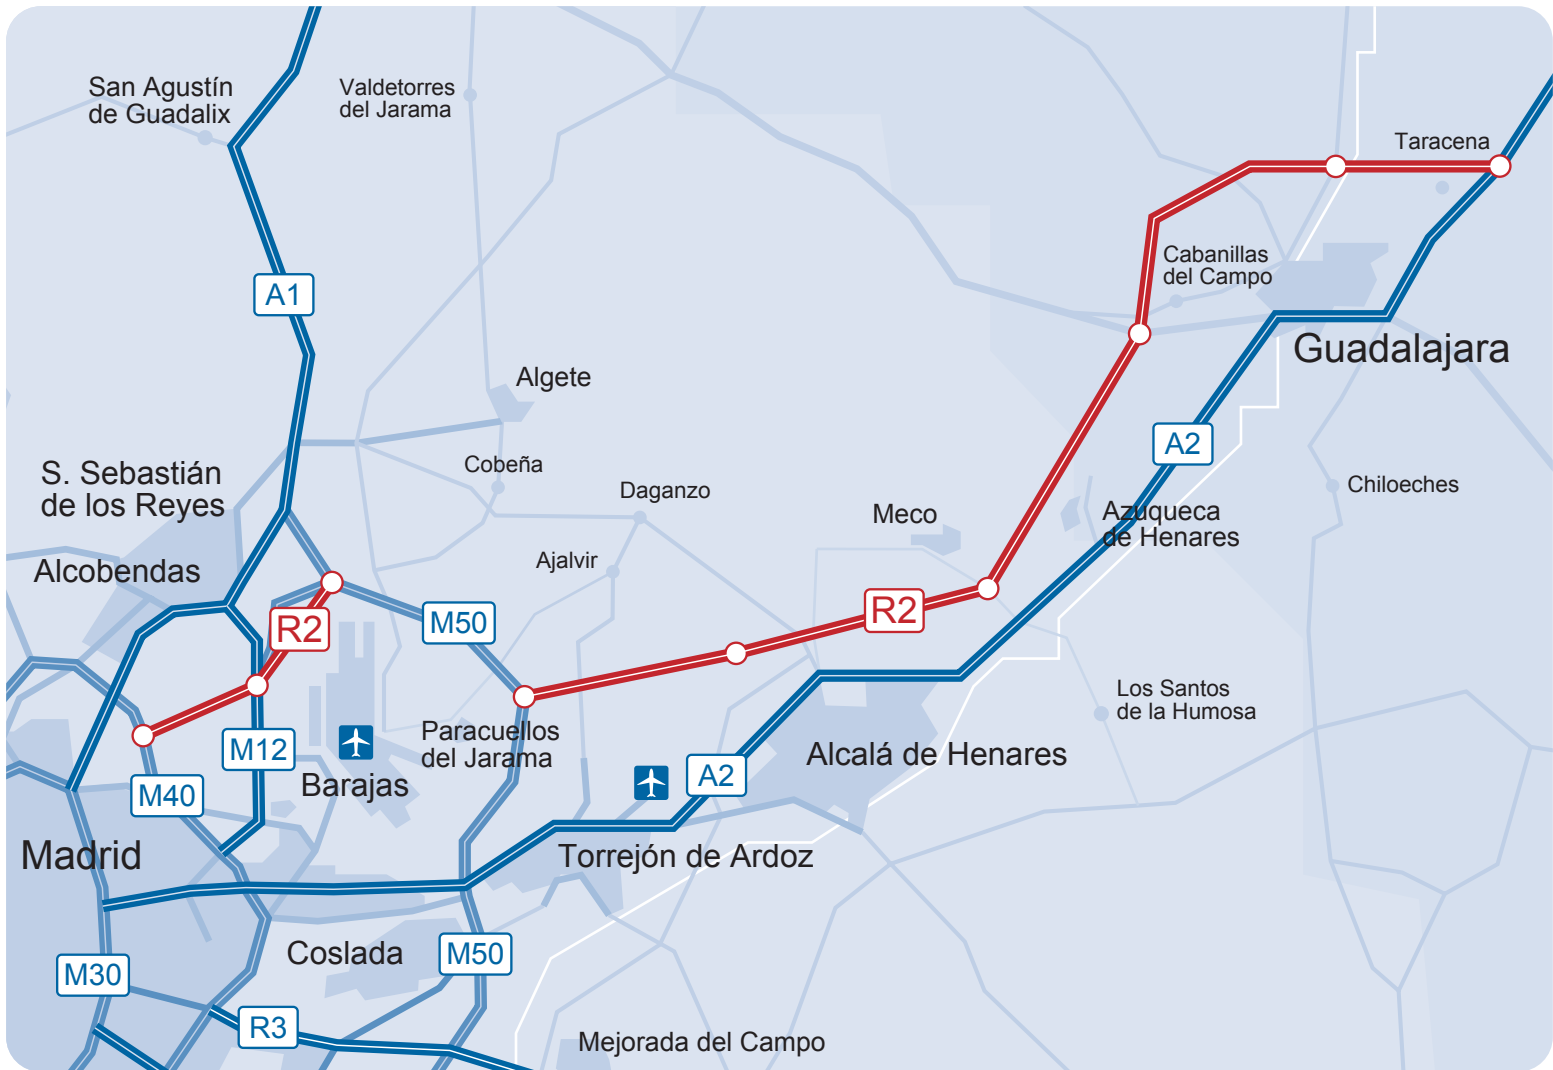 San Agustín
de Guadalix
Valdetorres
del Jarama
Taracena
A1
Cabanillas
del Campo
Guadalajara
Algete
A2
S. Sebastián
de los Reyes
Cobeña
Daganzo
Meco
Chiloeches
Azuqueca
de Henares
Alcobendas
Ajalvir
R2
M50
R2
Los Santos
de la Humosa
Paracuellos
del Jarama
M12
Barajas
Alcalá de Henares
A2
M40
Madrid
Torrejón de Ardoz
Coslada
M50
M30
R3
Mejorada del Campo